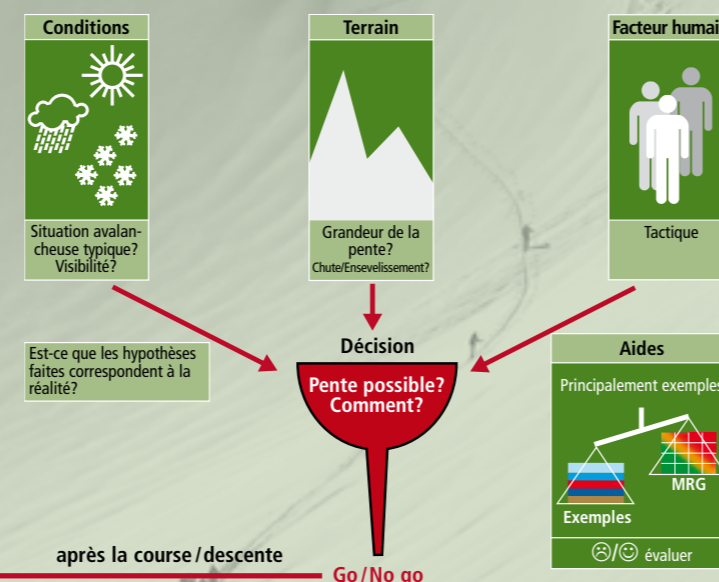 Conditions
Situation avalan-
cheuse typique?
Visibilité?
Terrain
Grandeur de la
pente?
Chute/Ensevelissement?
Facteur humai
Tactique
Est-ce que les hypothèses
faites correspondent à la
réalité?
Décision
Pente possible?
Comment?
Aides
Principalement exemples
MRG
Exemples
☹/☺ évaluer
après la course/descente
Go/No go